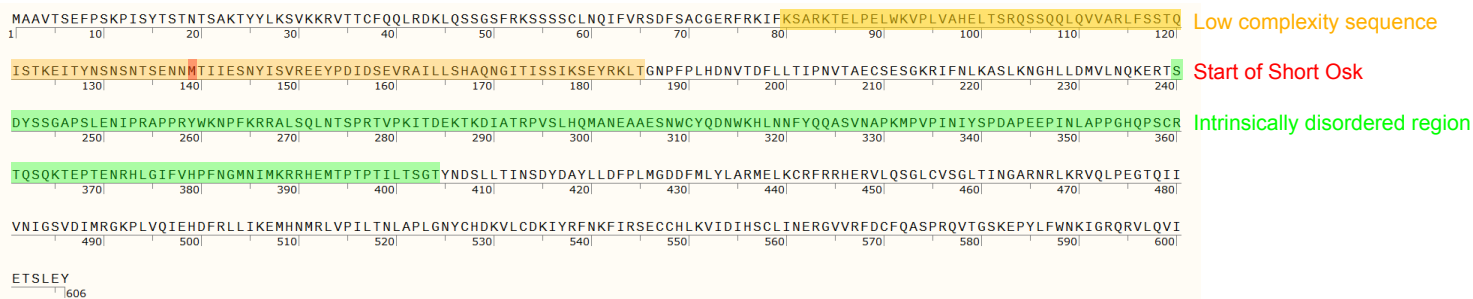 MAAVTSEFPSKPISYTSTNTSAKTYYLKSVKKRVTTCFQQLRDKLQSSGSFRKSSSSCLNQIFVRSDFSACGERFRKIFKSARKTELPELWKVPLVAHELTSRQSSQQLQVVARLFSSTQ Low complexity sequence
1 10 20 30 40 50 60 70 80 90 100 110 120
ISTKEITYNSNSNTSENNMTIIESNYISVREEYPDIDSEVRAILLSHAQNGITISSIKSEYRKLTGNPFPLHDNVTDFLLTIPNVTAECSESGKRIFNLKASLKNGHLLDMVLNQKERTS Start of Short Osk
130 140 150 160 170 180 190 200 210 220 230 240
DYSSGAPSLENIPRAPPRYWKNPFKRRALSQLNTSPRTVPKITDEKTKDIATRPVSLHQMANEAAESNWCYQDNWKHLNNFYQQASVNAPKMPVPINIYSPDAPEEPINLAPPGHQPSCR Intrinsically disordered region
250 260 270 280 290 300 310 320 330 340 350 360
TQSQKTEPTENRHLGIFVHPFNGMNIMKRRHEMTPTPTILTSGTYNDSLLTINSDYDAYLLDFPLMGDDFMLYLARMELKCRFRRHERVLQSGLCVSGLTINGARNRLKRVQLPEGTQII
370 380 390 400 410 420 430 440 450 460 470 480
VNIGSVDIMRGKPLVQIEHDFRLLIKEMHNMRLVPILTNLAPLGNYCHDKVLCDKIYRFNKFIRSECCHLKVIDIHSCLINERGVVRFDCFQASPRQVTGSKEPYLFWNKIGRQRVLQVI
490 500 510 520 530 540 550 560 570 580 590 600
ETSLEY
606